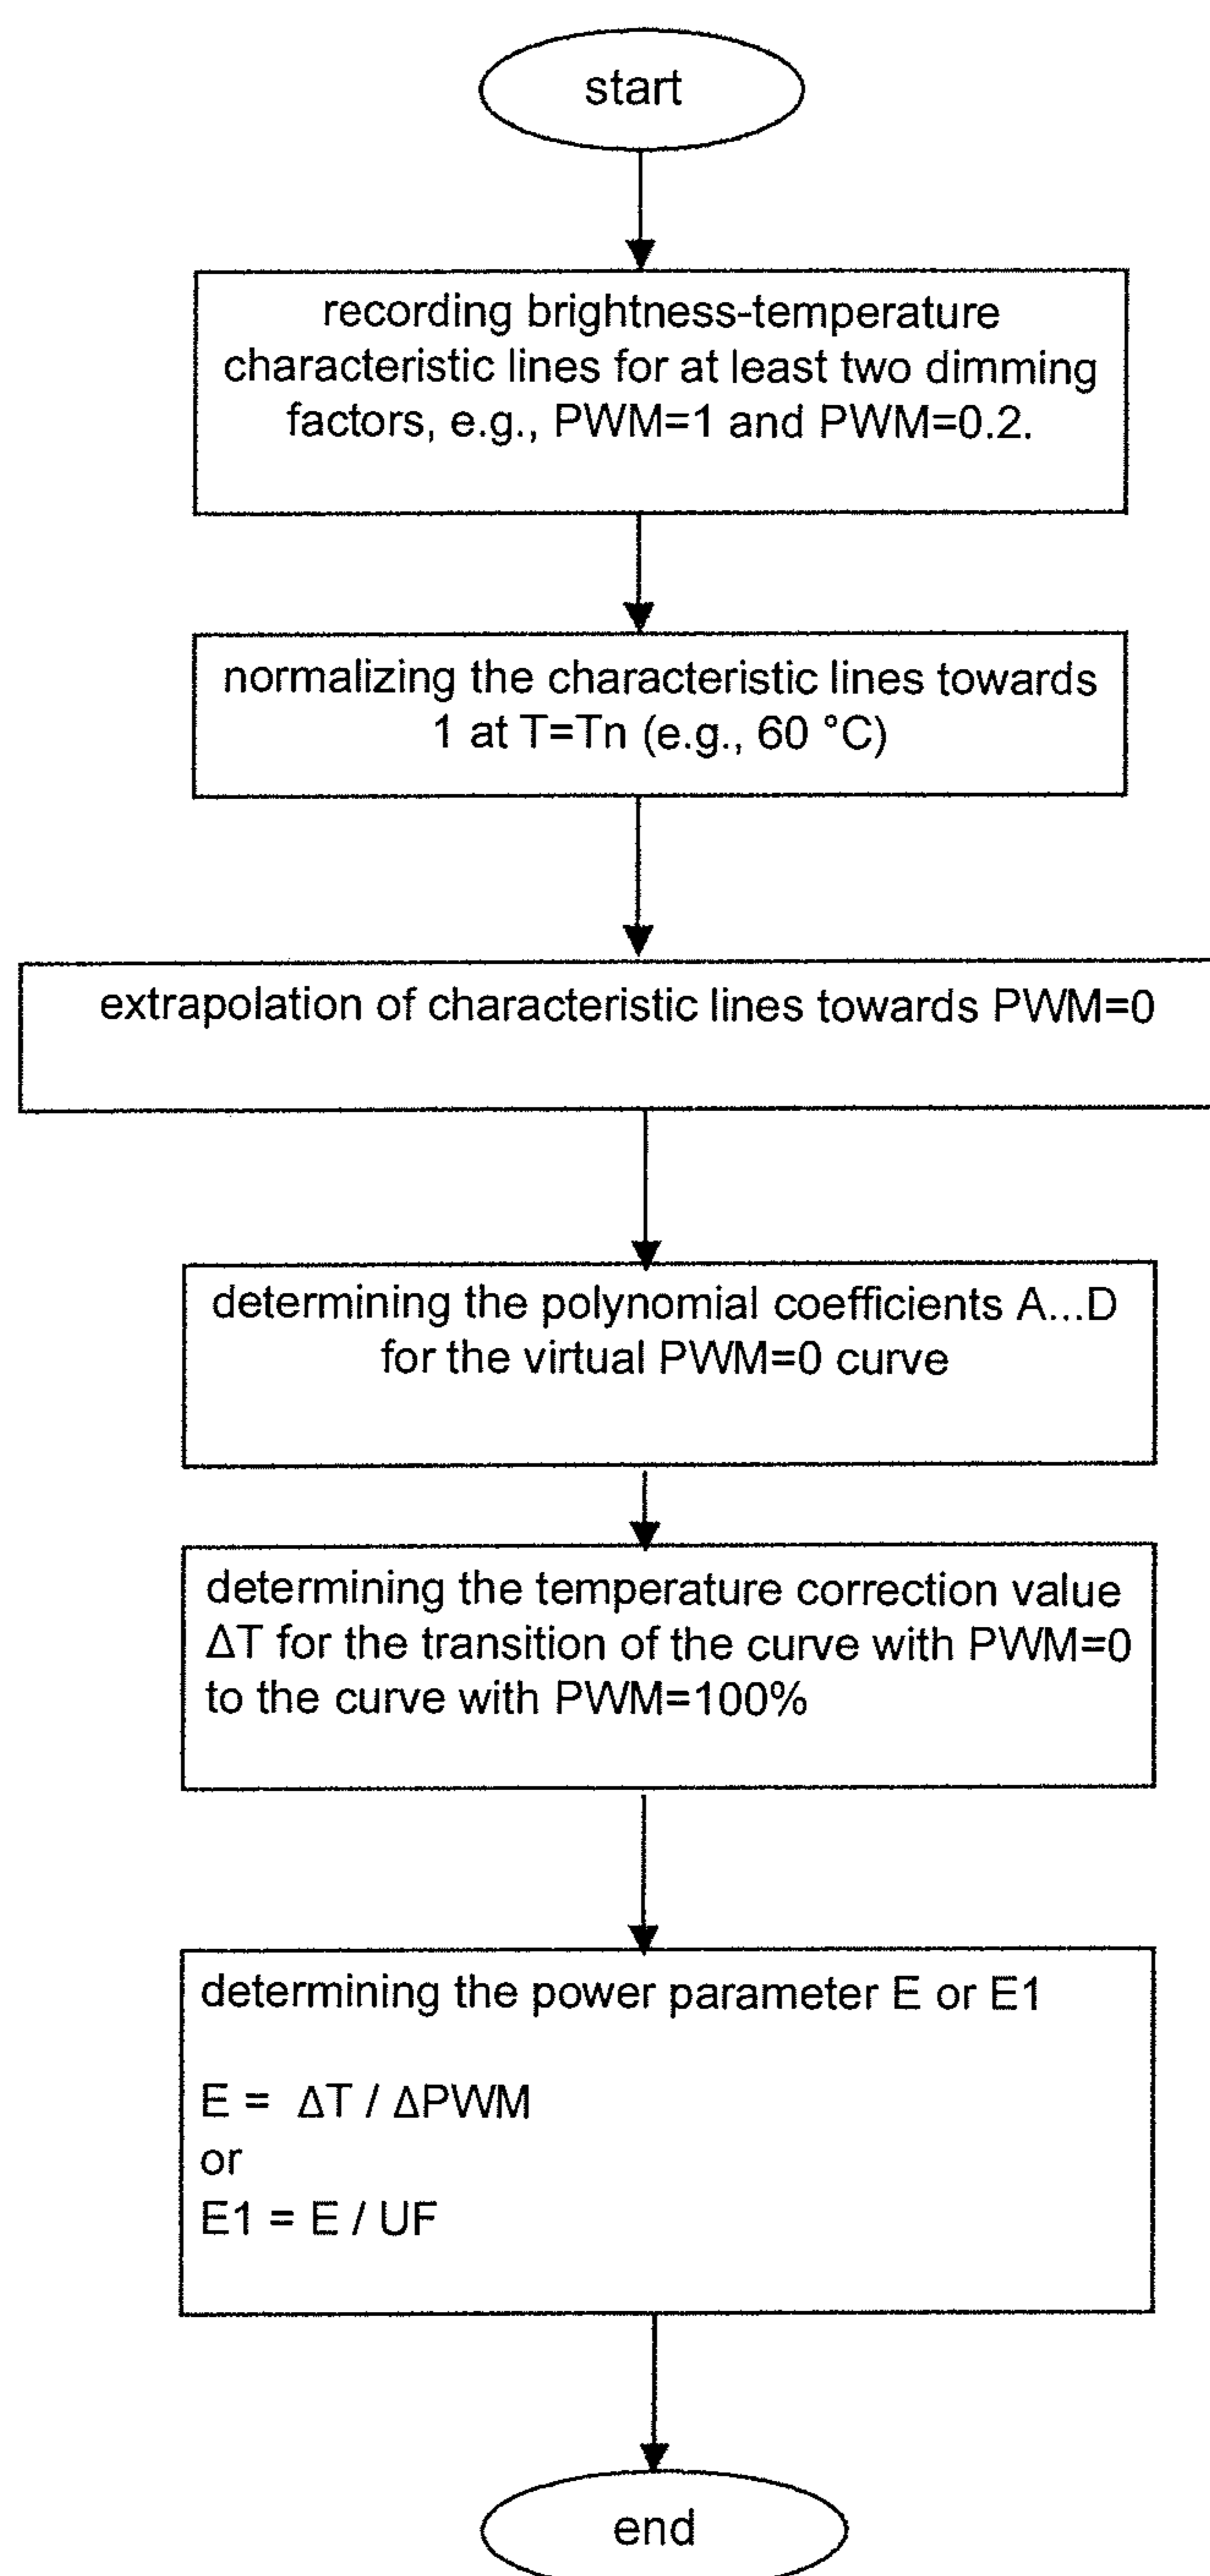 start
recording brightness-temperature
characteristic lines for at least two dimming
factors, e.g., PWM=1 and PWM=0.2.
normalizing the characteristic lines towards
1 at T=Tn (e.g., 60 °C)
extrapolation of characteristic lines towards PWM=0
determining the polynomial coefficients A...D
for the virtual PWM=0 curve
determining the temperature correction value
ΔT for the transition of the curve with PWM=0
to the curve with PWM=100%
determining the power parameter E or E1
E = ΔT / ΔPWM
or
E1 = E / UF
end